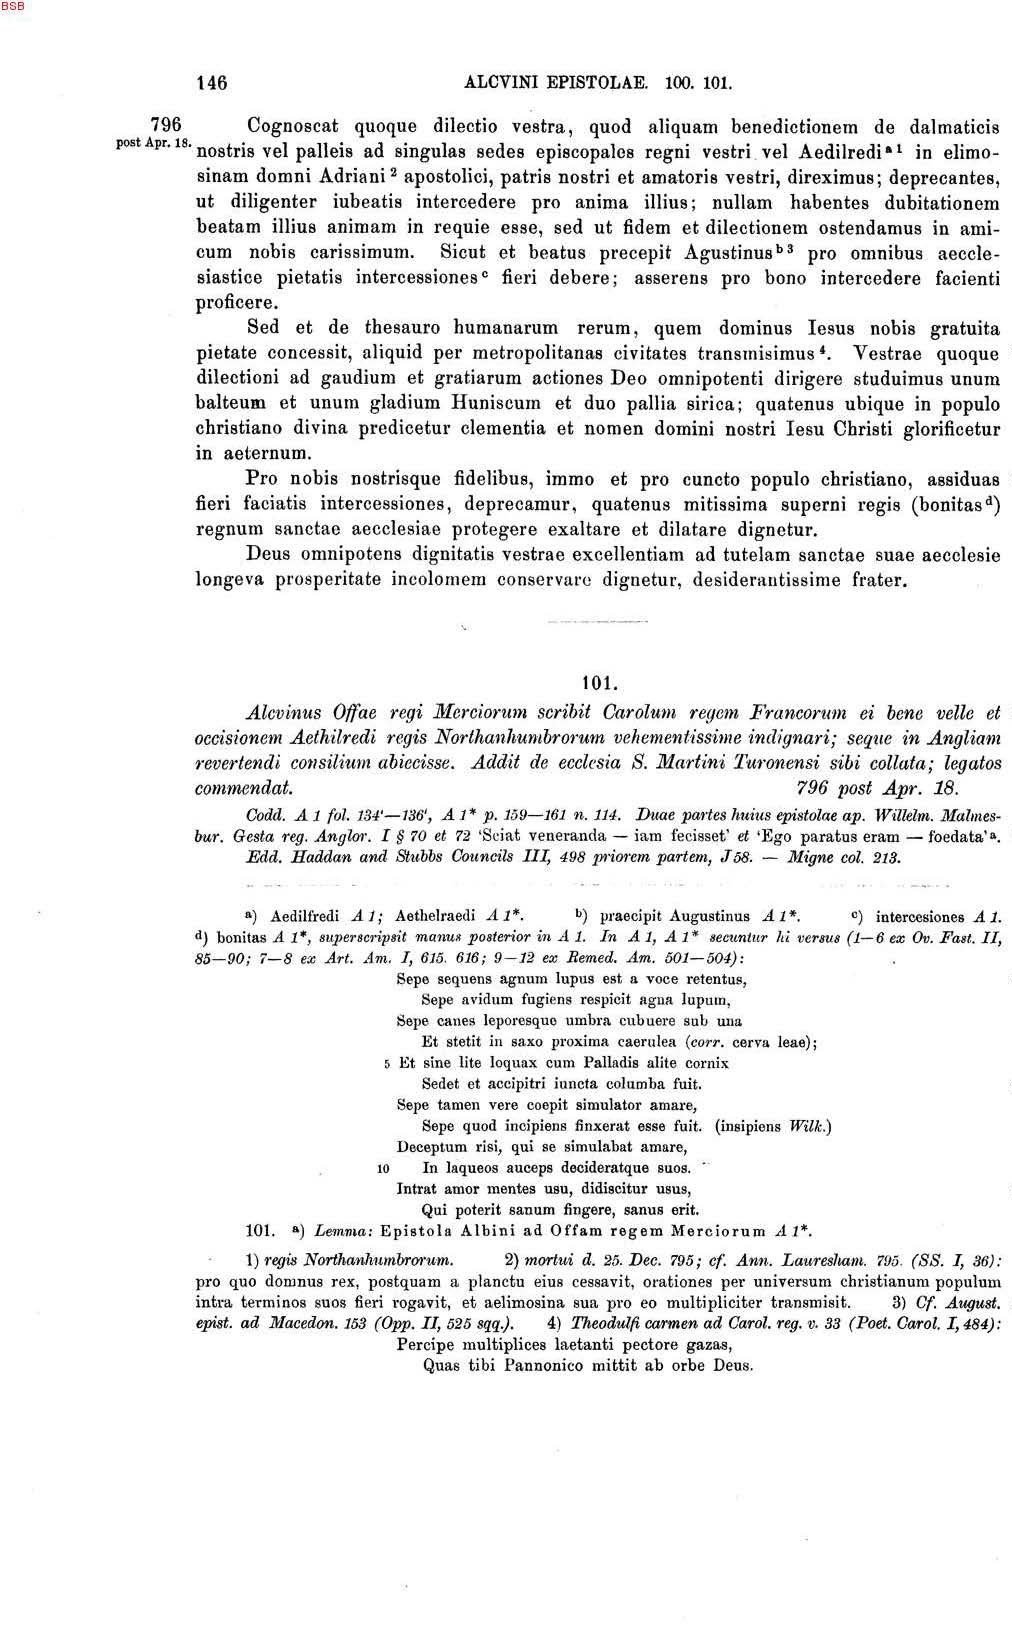 BSB
146 ALCVINI EPISTOLAE. 100. 101.
796 Cognoscat quoque dilectio vestra, quod aliquam benedictionem de dalmaticis
post Apr. 18. nostris vel palleis ad singulas sedes episcopales regni vestri vel Aedilredi a 1 in elimo-
sinam domni Adriani 2 apostolici, patris nostri et amatoris vestri, direximus; deprecantes,
ut diligenter iubeatis intercedere pro anima illius; nullam habentes dubitationem
beatam illius animam in requie esse, sed ut fidem et dilectionem ostendamus in ami-
cum nobis carissimum. Sicut et beatus precepit Agustinus b 3 pro omnibus aeccle-
siastice pietatis intercessiones c fieri debere; asserens pro bono intercedere facienti
proficere.
Sed et de thesauro humanarum rerum, quem dominus Iesus nobis gratuita
pietate concessit, aliquid per metropolitanas civitates transmisimus 4. Vestrae quoque
dilectioni ad gaudium et gratiarum actiones Deo omnipotenti dirigere studuimus unum
balteum et unum gladium Huniscum et duo pallia sirica; quatenus ubique in populo
christiano divina predicetur clementia et nomen domini nostri Iesu Christi glorificetur
in aeternum.
Pro nobis nostrisque fidelibus, immo et pro cuncto populo christiano, assiduas
fieri faciatis intercessiones, deprecamur, quatenus mitissima superni regis (bonitas d)
regnum sanctae aecclesiae protegere exaltare et dilatare dignetur.
Deus omnipotens dignitatis vestrae excellentiam ad tutelam sanctae suae aecclesie
longeva prosperitate incolomem conservare dignetur, desiderantissime frater.
101.
Alcvinus Offae regi Merciorum scribit Carolum regem Francorum ei bene velle et
occisionem Aethilredi regis Northanhumbrorum vehementissime indignari; seque in Angliam
revertendi consilium abiecisse. Addit de ecclesia S. Martini Turonensi sibi collata; legatos
commendat. 796 post Apr. 18.
Codd. A 1 fol. 134'—136', A 1* p. 159—161 n. 114. Duae partes huius epistolae ap. Willelm. Malmes-
bur. Gesta reg. Anglor. I § 70 et 72 'Sciat veneranda — iam fecisset' et 'Ego paratus eram — foedata' a.
Edd. Haddan and Stubbs Councils III, 498 priorem partem, J 58. — Migne col. 213.
a) Aedilfredi A 1; Aethelraedi A 1*. b) praecipit Augustinus A 1*. c) intercesiones A 1.
d) bonitas A 1*, superscripsit manus posterior in A 1. In A 1, A 1* secuntur hi versus (1—6 ex Ov. Fast. II,
85—90; 7—8 ex Art. Am. I, 615. 616; 9—12 ex Remed. Am. 501—504):
Sepe sequens agnum lupus est a voce retentus,
Sepe avidum fugiens respicit agna lupum,
Sepe canes leporesque umbra cubuere sub una
Et stetit in saxo proxima caerulea (corr. cerva leae);
5 Et sine lite loquax cum Palladis alite cornix
Sedet et accipitri iuncta columba fuit.
Sepe tamen vere coepit simulator amare,
Sepe quod incipiens finxerat esse fuit. (insipiens Wilk.)
Deceptum risi, qui se simulabat amare,
10 In laqueos auceps decideratque suos.
Intrat amor mentes usu, didiscitur usus,
Qui poterit sanum fingere, sanus erit.
101. a) Lemma: Epistola Albini ad Offam regem Merciorum A 1*.
1) regis Northanhumbrorum. 2) mortui d. 25. Dec. 795; cf. Ann. Lauresham. 795. (SS. I, 36):
pro quo domnus rex, postquam a planctu eius cessavit, orationes per universum christianum populum
intra terminos suos fieri rogavit, et aelimosina sua pro eo multipliciter transmisit. 3) Cf. August.
epist. ad Macedon. 153 (Opp. II, 525 sqq.). 4) Theodulfi carmen ad Carol. reg. v. 33 (Poet. Carol. I, 484):
Percipe multiplices laetanti pectore gazas,
Quas tibi Pannonico mittit ab orbe Deus.